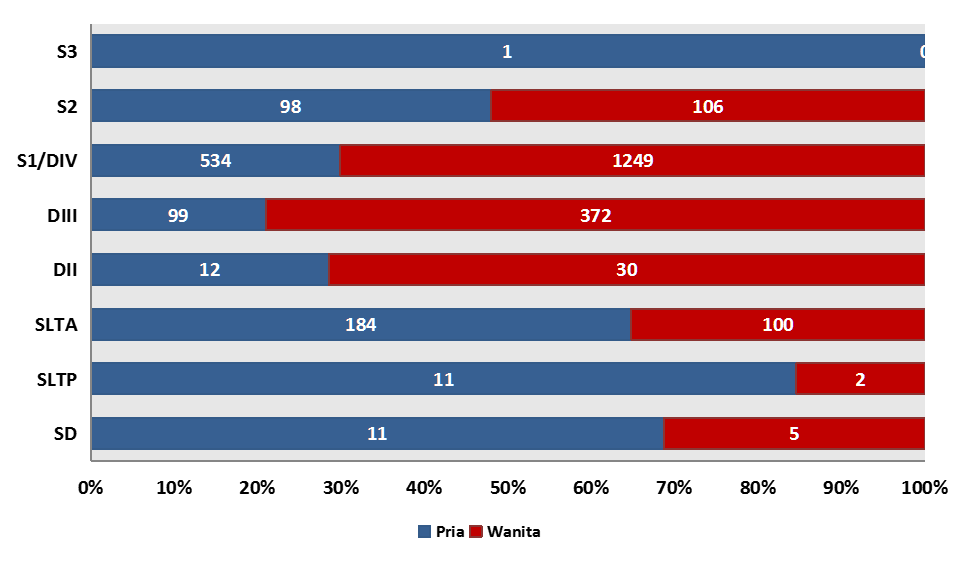 S3 1 0
S2 98 106
S1/DIV 534 1249
DIII 99 372
DII 12 30
SLTA 184 100
SLTP 11 2
SD 11 5
0% 10% 20% 30% 40% 50% 60% 70% 80% 90% 100%
Pria Wanita